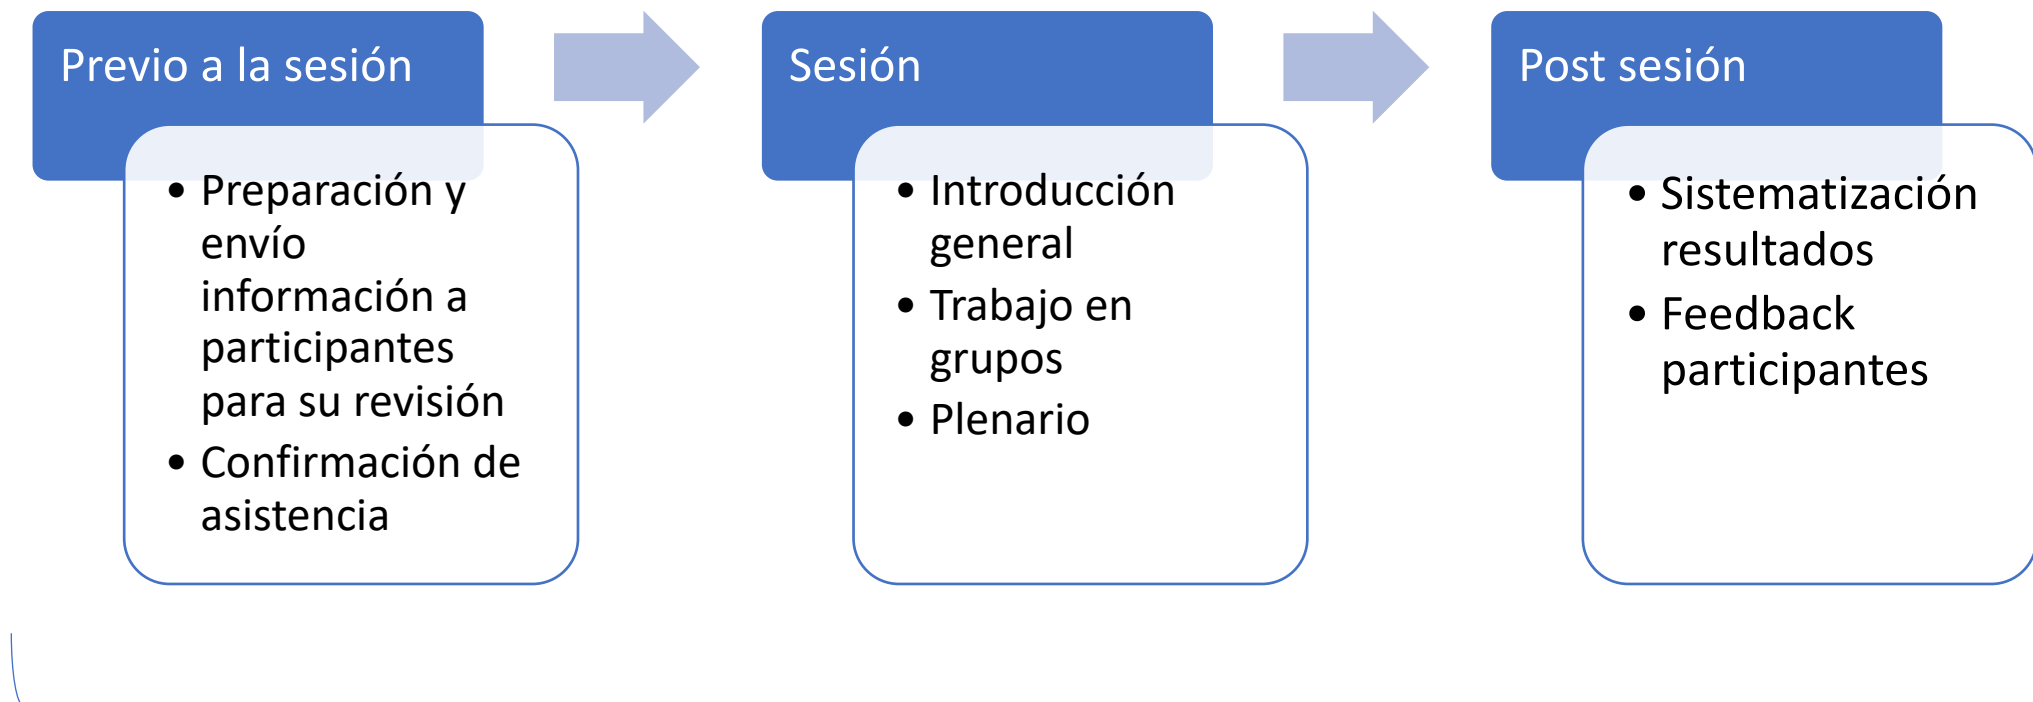 Previo a la sesión
• Preparación y
envío
información a
participantes
para su revisión
• Confirmación de
asistencia
Sesión
• Introducción
general
• Trabajo en
grupos
• Plenario
Post sesión
• Sistematización
resultados
• Feedback
participantes